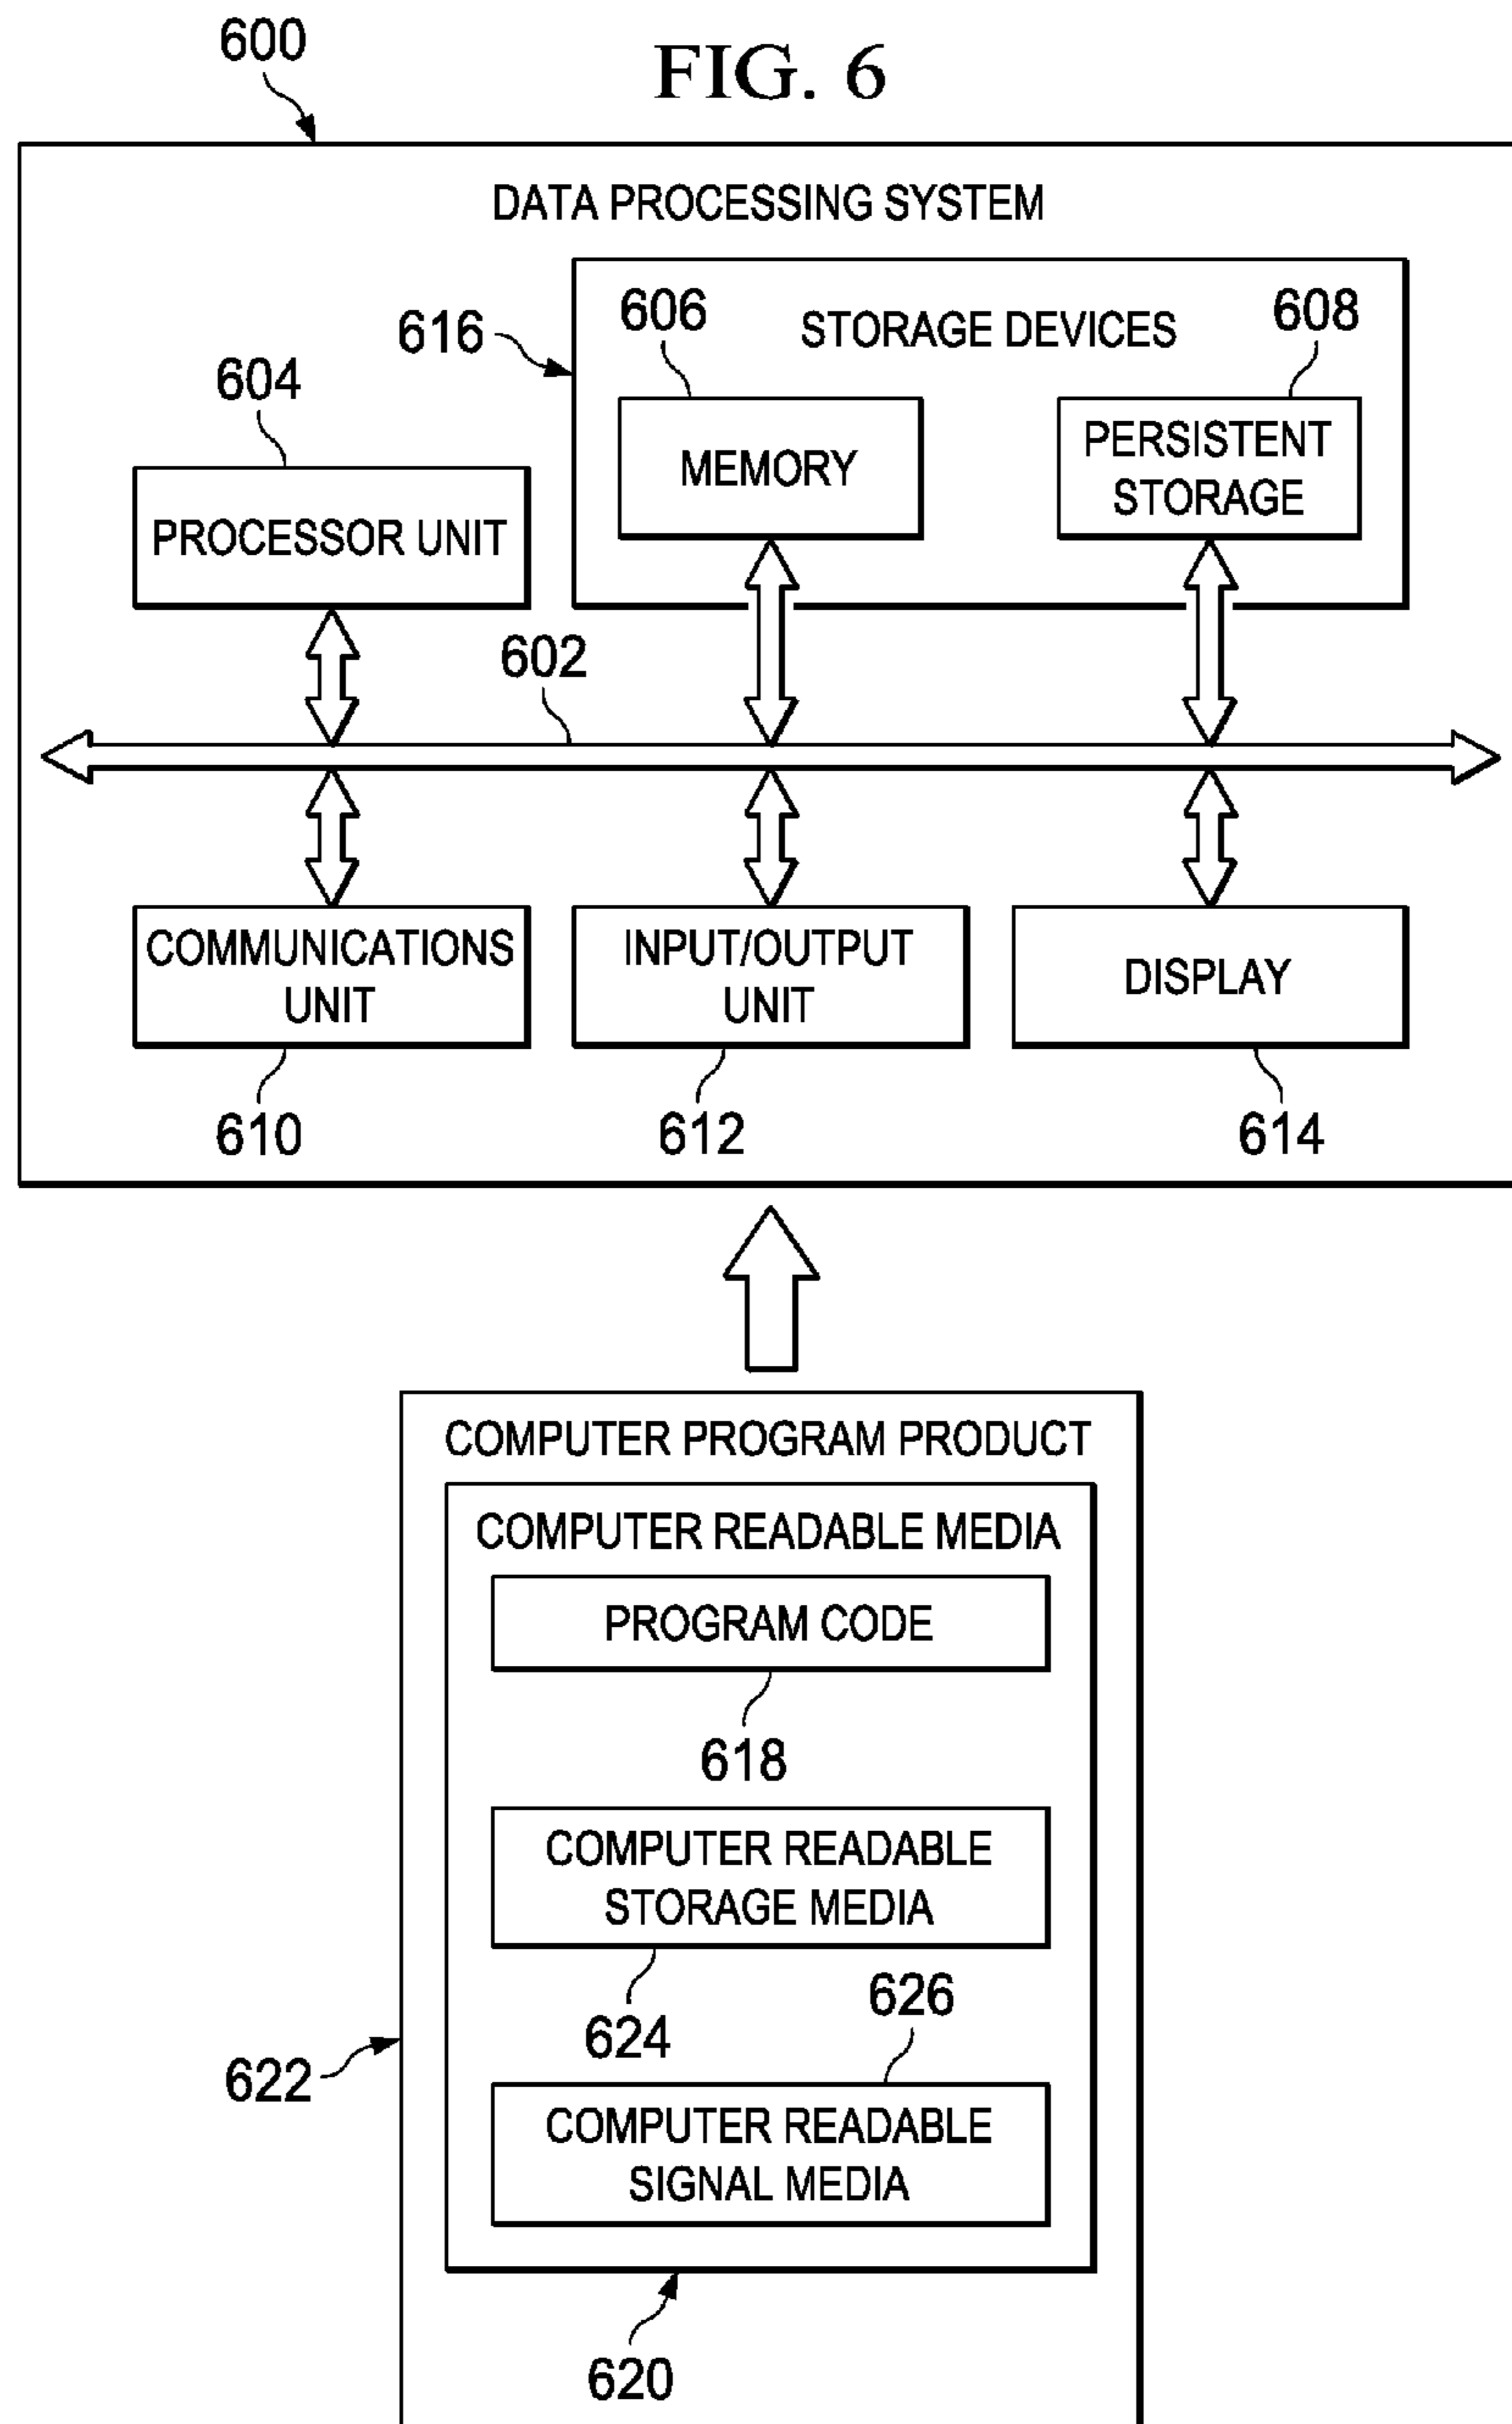 600
FIG. 6
DATA PROCESSING SYSTEM
616
606
STORAGE DEVICES
608
604
MEMORY
PERSISTENT
STORAGE
PROCESSOR UNIT
602
COMMUNICATIONS
UNIT
INPUT/OUTPUT
UNIT
DISPLAY
610
612
614
COMPUTER PROGRAM PRODUCT
COMPUTER READABLE MEDIA
PROGRAM CODE
618
COMPUTER READABLE
STORAGE MEDIA
624
626
622
COMPUTER READABLE
SIGNAL MEDIA
620